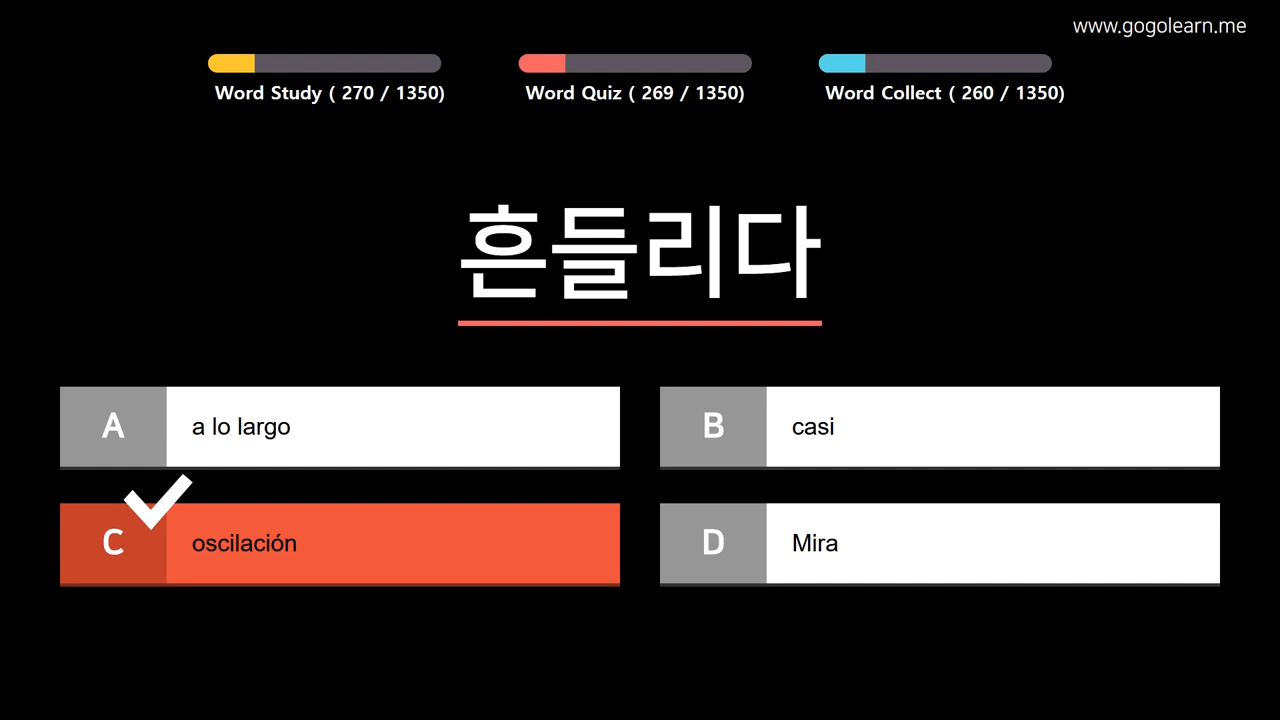 www.gogolearn.me
Word Study ( 270 / 1350)
Word Quiz ( 269 / 1350)
Word Collect ( 260 / 1350)
흔들리다
A a lo largo
B casi
C oscilación
D Mira